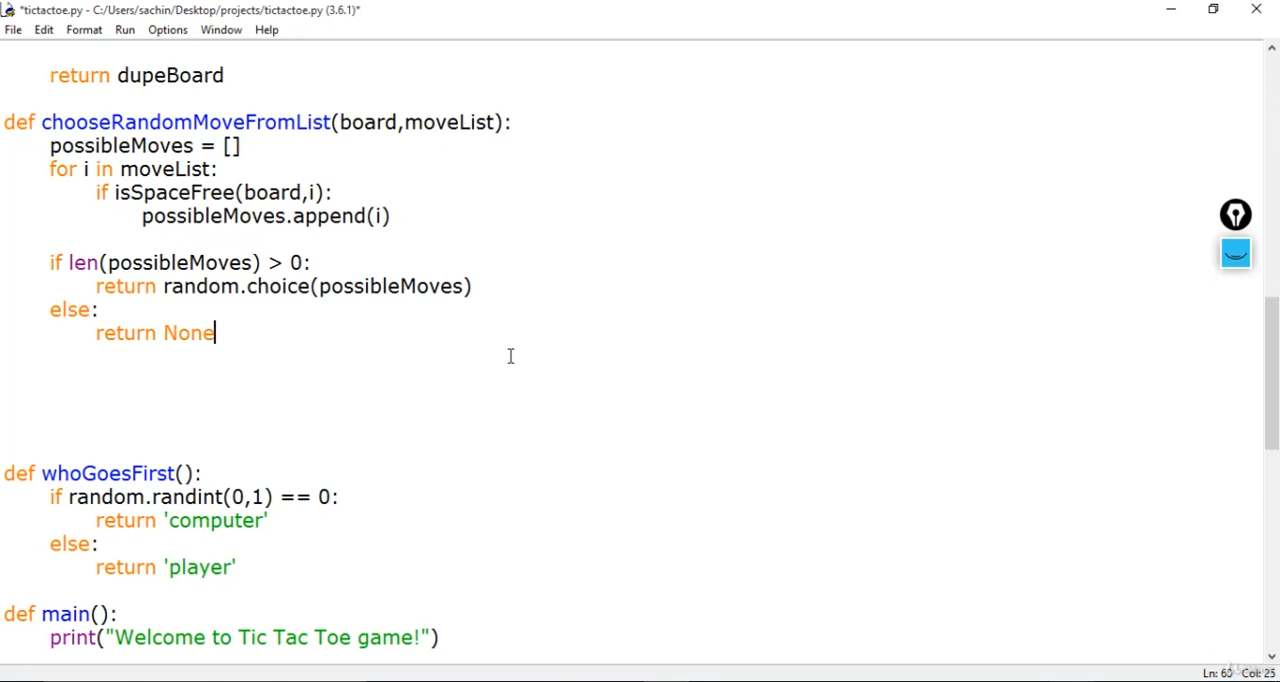 *tictactoe.py - C:/Users/sachin/Desktop/projects/tictactoe.py (3.6.1)*
File Edit Format Run Options Window Help
return dupeBoard
def chooseRandomMoveFromList(board,moveList):
possibleMoves = []
for i in moveList:
if isSpaceFree(board,i):
possibleMoves.append(i)
if len(possibleMoves) > 0:
return random.choice(possibleMoves)
else:
return None
def whoGoesFirst():
if random.randint(0,1) == 0:
return 'computer'
else:
return 'player'
def main():
print("Welcome to Tic Tac Toe game!")
Ln: 60 Col: 25